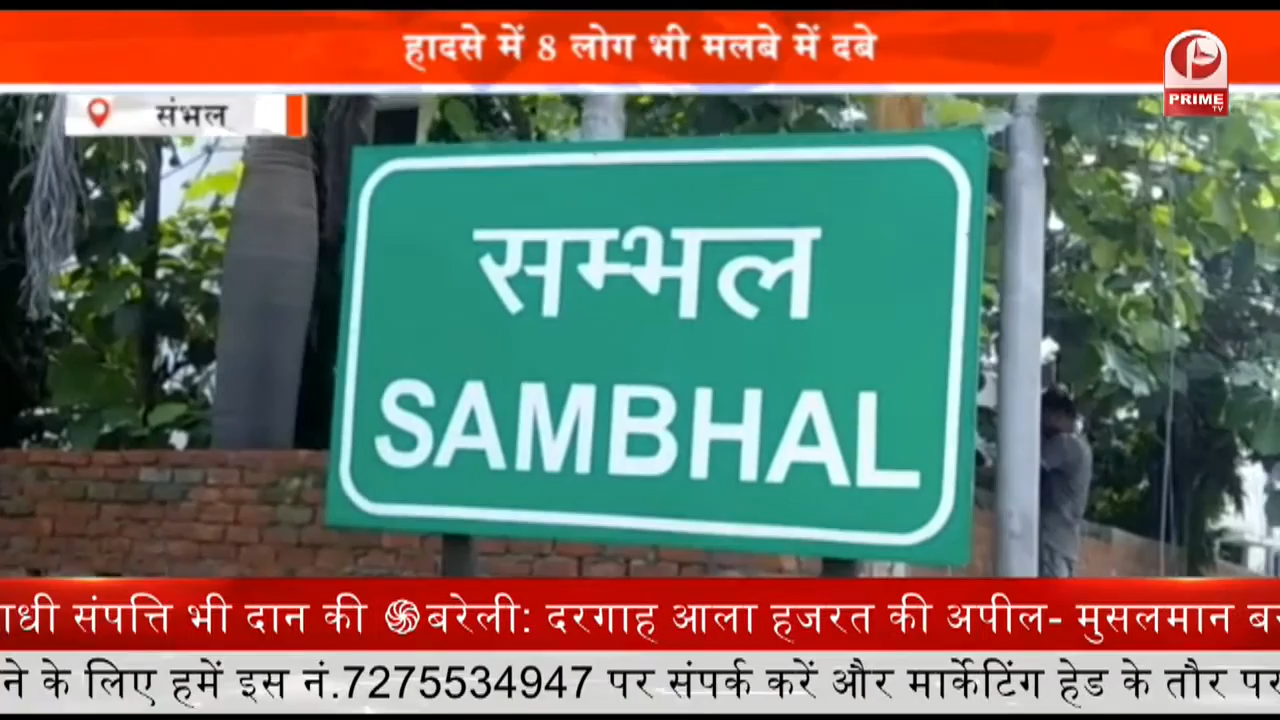 हादसे में 8 लोग भी मलबे में दबे
PRIME
TV
संभल
सम्भल
SAMBHAL
ाधी संपत्ति भी दान की बरेली: दरगाह आला हजरत की अपील- मुसलमान
ने के लिए हमें इस नं.7275534947 पर संपर्क करें और मार्केटिंग हेड के तौर पर